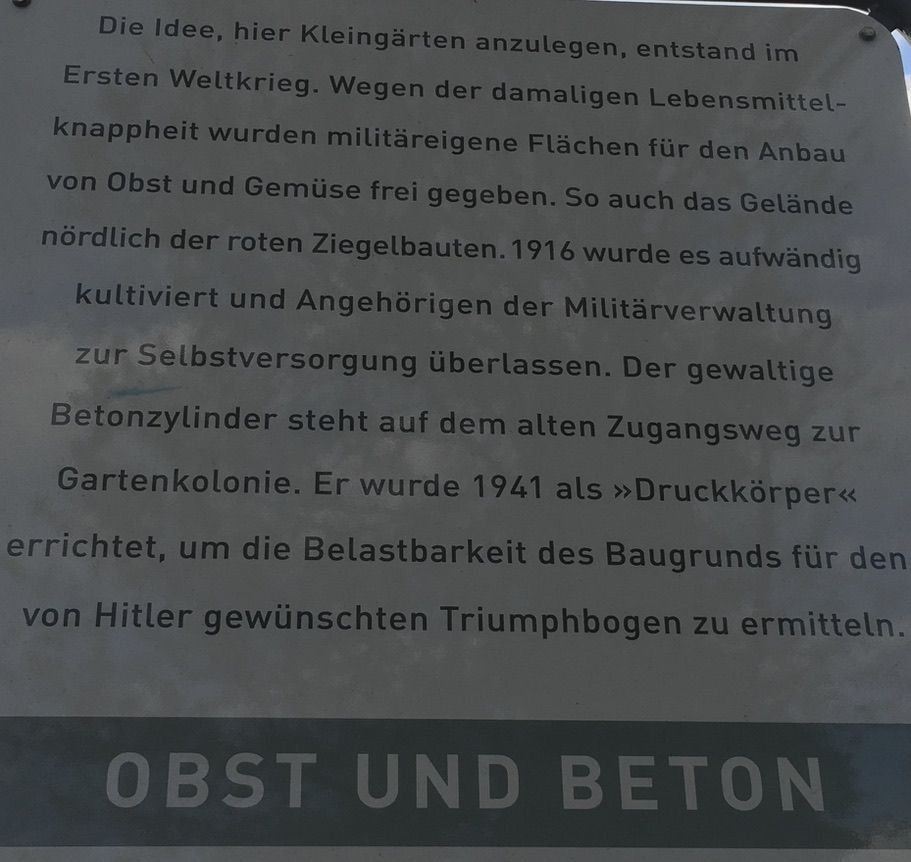 Die Idee, hier Kleingärten anzulegen, entstand im
Ersten Weltkrieg. Wegen der damaligen Lebensmittel-
knappheit wurden militäreigene Flächen für den Anbau
von Obst und Gemüse frei gegeben. So auch das Gelände
nördlich der roten Ziegelbauten. 1916 wurde es aufwändig
kultiviert und Angehörigen der Militärverwaltung
zur Selbstversorgung überlassen. Der gewaltige
Betonzylinder steht auf dem alten Zugangsweg zur
Gartenkolonie. Er wurde 1941 als »Druckkörper«
errichtet, um die Belastbarkeit des Baugrunds für den
von Hitler gewünschten Triumphbogen zu ermitteln.
OBST UND BETON